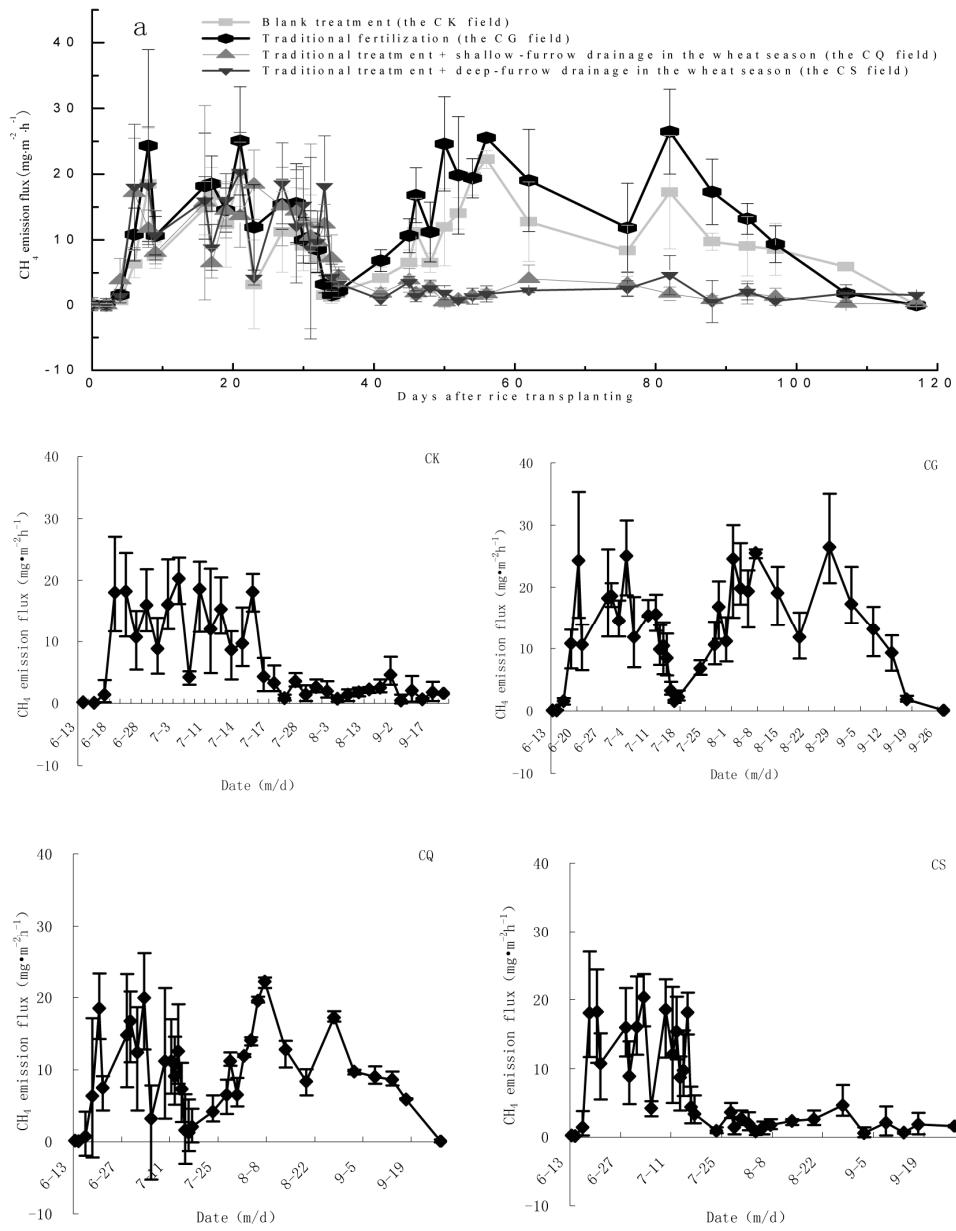 a
Blank treatment (the CK field)
Traditional fertilization (the CG field)
Traditional treatment + shallow-furrow drainage in the wheat season (the CQ field)
Traditional treatment + deep-furrow drainage in the wheat season (the CS field)
CH4 emission flux (mg·m-2·h-1)
40
30
20
10
0
-10
0 20 40 60 80 100 120
Days after rice transplanting
CK
CH4 emission flux (mg•m-2h-1)
40
30
20
10
0
-10
6-13 6-18 6-28 7-3 7-11 7-14 7-17 7-28 8-3 8-13 9-2 9-17
Date (m/d)
CG
CH4 emission flux (mg•m-2h-1)
40
30
20
10
0
-10
6-13 6-20 6-27 7-4 7-11 7-18 7-25 8-1 8-8 8-15 8-22 8-29 9-5 9-12 9-19 9-26
Date (m/d)
CQ
CH4 emission flux (mg•m-2h-1)
40
30
20
10
0
-10
6-13 6-27 7-11 7-25 8-8 8-22 9-5 9-19
Date (m/d)
CS
CH4 emission flux (mg•m-2h-1)
40
30
20
10
0
-10
6-13 6-27 7-11 7-25 8-8 8-22 9-5 9-19
Date (m/d)